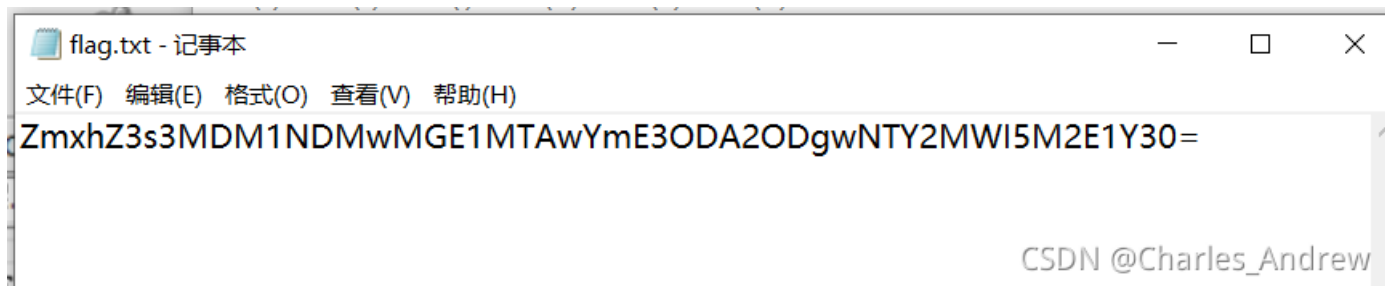 flag.txt - 记事本
文件(F) 编辑(E) 格式(O) 查看(V) 帮助(H)
ZmxhZ3s3MDM1NDMwMGE1MTAwYmE3ODA2ODgwNTY2MWI5M2E1Y30=
CSDN @Charles_Andrew